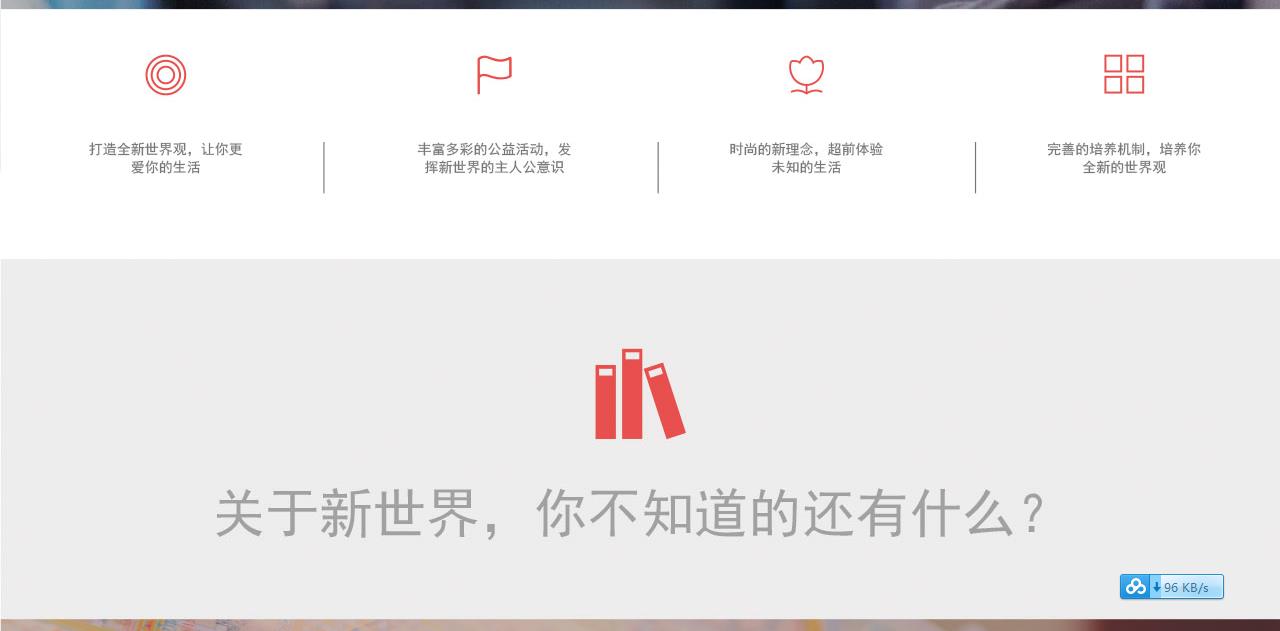 打造全新世界观，让你更
爱你的生活
丰富多彩的公益活动，发
挥新世界的主人公意识
时尚的新理念，超前体验
未知的生活
完善的培养机制，培养你
全新的世界观
关于新世界，你不知道的还有什么？
96 KB/s